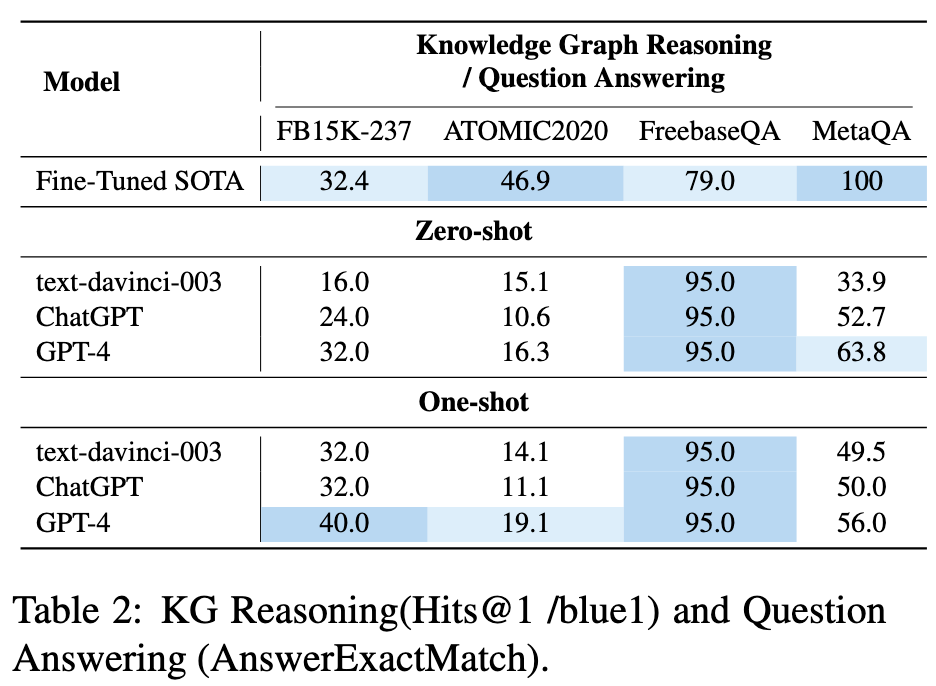 Model
Knowledge Graph Reasoning
/ Question Answering
FB15K-237 ATOMIC2020 FreebaseQA MetaQA
Fine-Tuned SOTA 32.4 46.9 79.0 100
Zero-shot
text-davinci-003 16.0 15.1 95.0 33.9
ChatGPT 24.0 10.6 95.0 52.7
GPT-4 32.0 16.3 95.0 63.8
One-shot
text-davinci-003 32.0 14.1 95.0 49.5
ChatGPT 32.0 11.1 95.0 50.0
GPT-4 40.0 19.1 95.0 56.0
Table 2: KG Reasoning(Hits@1 /blue1) and Question
Answering (AnswerExactMatch).